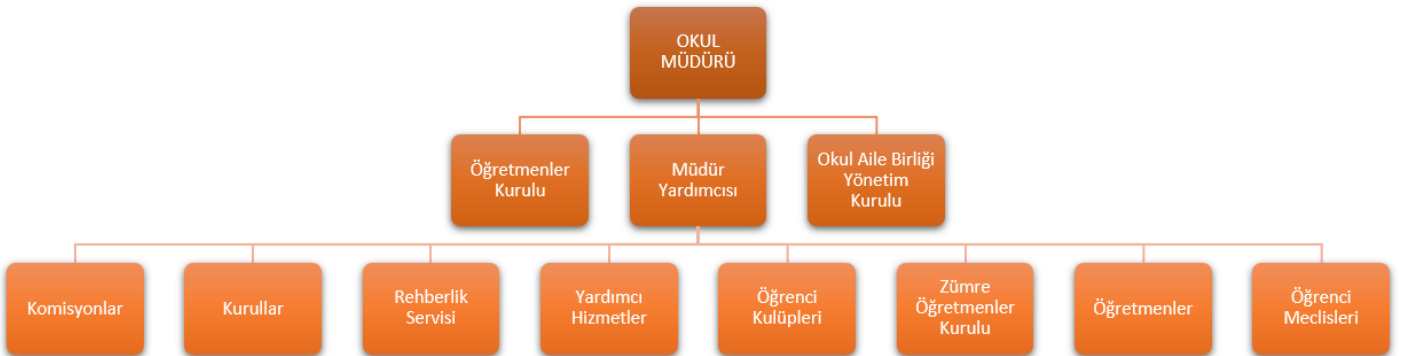 OKUL
MÜDÜRÜ
Öğretmenler
Kurulu
Müdür
Yardımcısı
Okul Aile Birliği
Yönetim
Kurulu
Komisyonlar
Kurullar
Rehberlik
Servisi
Yardımcı
Hizmetler
Öğrenci
Kulüpleri
Zümre
Öğretmenler
Kurulu
Öğretmenler
Öğrenci
Meclisleri